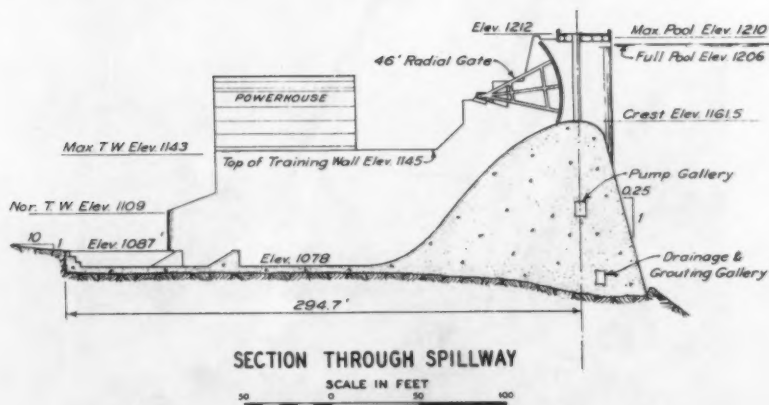 Elev. 1212
Max Pool Elev. 1210
Full Pool Elev. 1206
46' Radial Gate
POWERHOUSE
Crest Elev. 1161.5
Max T W Elev. 1143
Top of Training Wall Elev. 1145
Pump Gallery
0.25
1
Nor. T. W. Elev. 1109
10
1
Elev. 1087'
Elev. 1078
Drainage &
Grouting Gallery
294.7'
SECTION THROUGH SPILLWAY
SCALE IN FEET
50 0 50 100